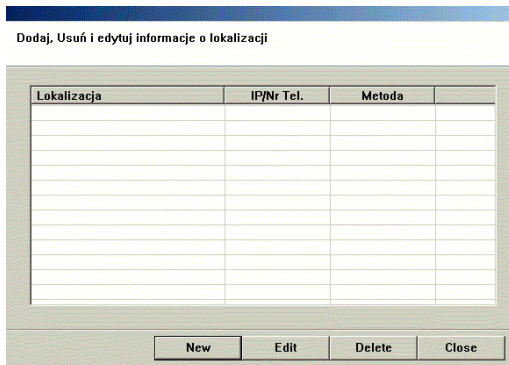 Dodaj, Usuń i edytuj informacje o lokalizacji
Lokalizacja IP/Nr Tel. Metoda
New Edit Delete Close